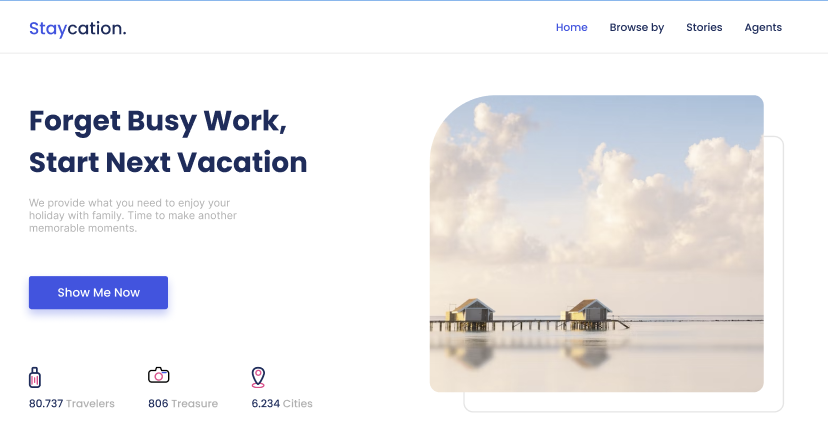 Staycation.
Home Browse by Stories Agents
Forget Busy Work,
Start Next Vacation
We provide what you need to enjoy your
holiday with family. Time to make another
memorable moments.
Show Me Now
80.737 Travelers
806 Treasure
6.234 Cities